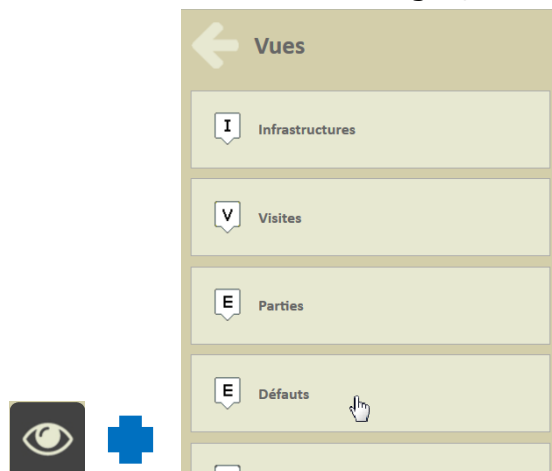 Vues
I Infrastructures
V Visites
E Parties
E Défauts